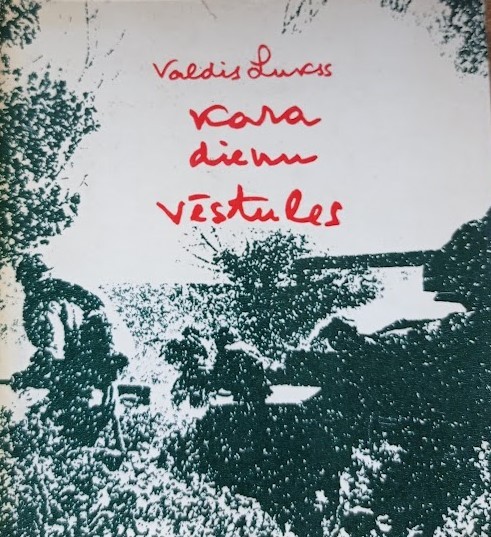 Valdis Lukss
Kara
dienu
vēstules